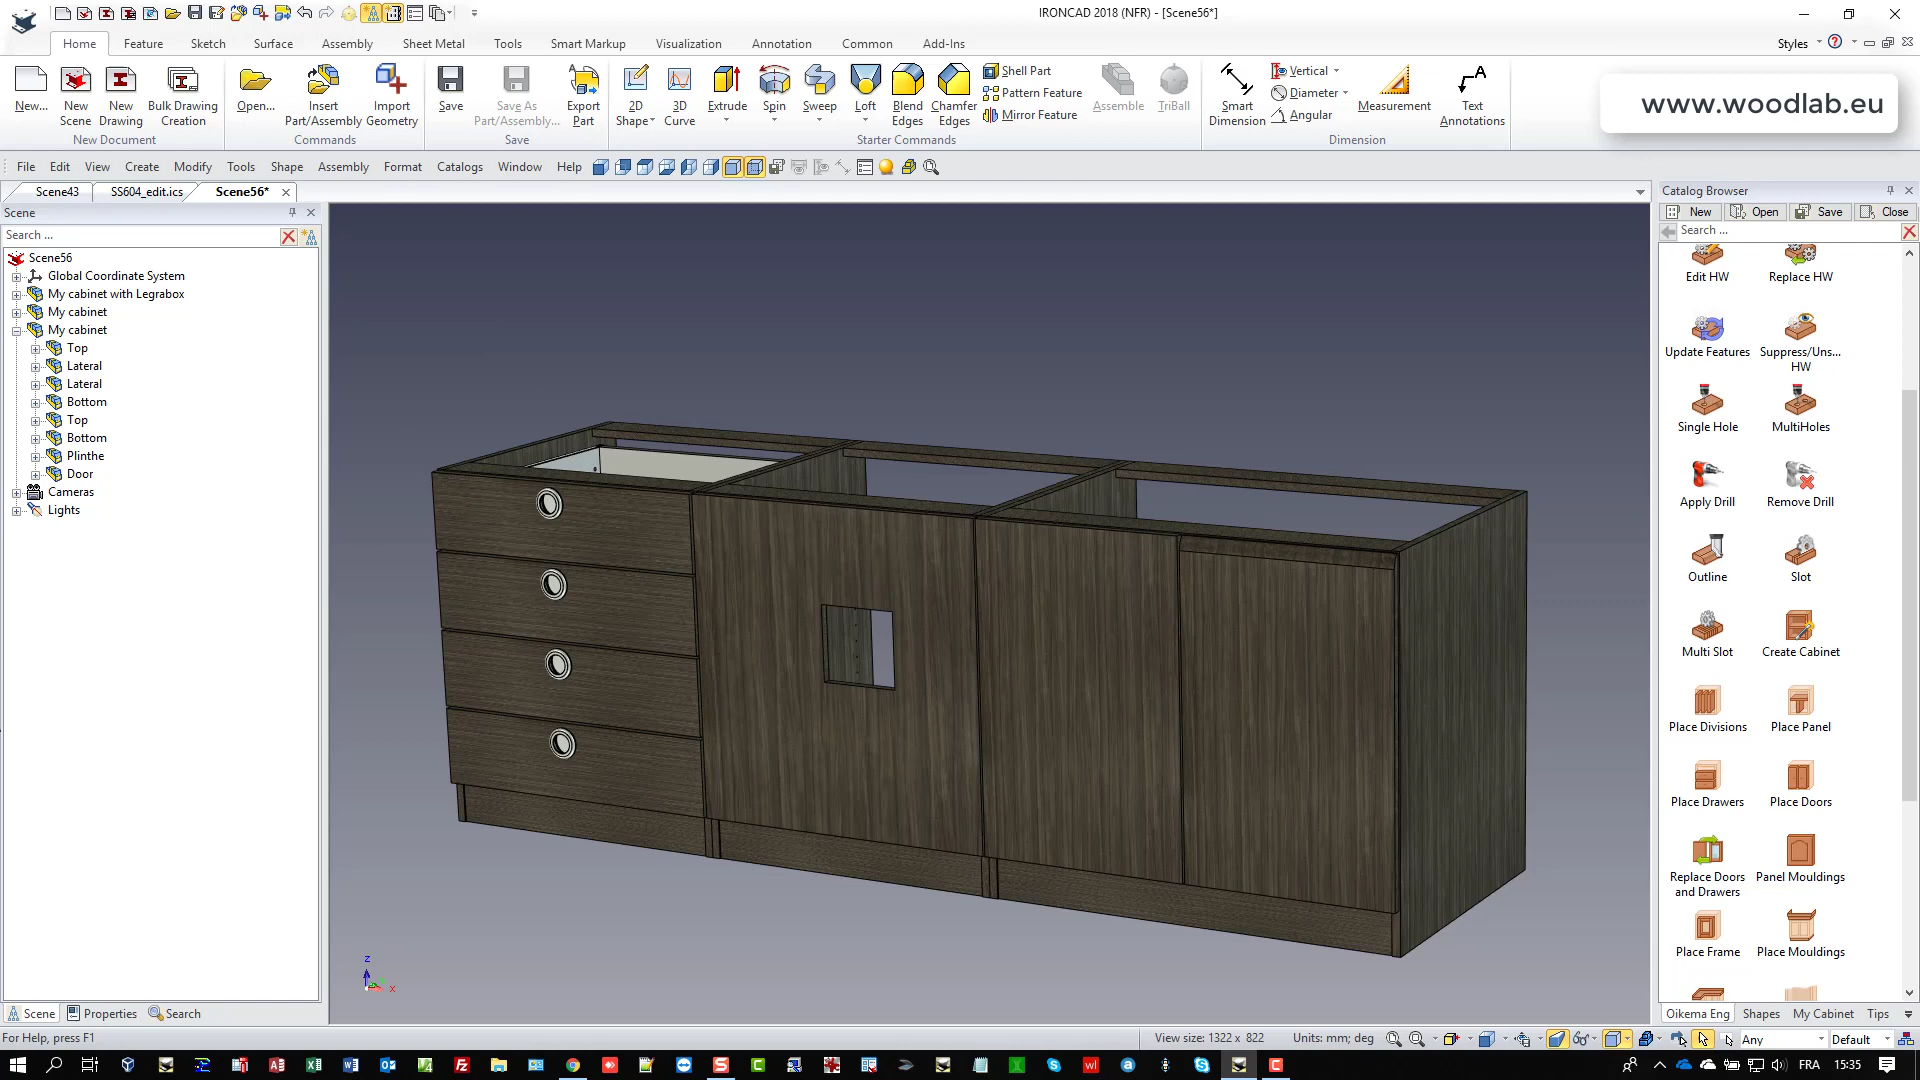 IRONCAD 2018 (NFR) - [Scene56*]
Home Feature Sketch Surface Assembly Sheet Metal Tools Smart Markup Visualization Annotation Common Add-Ins
Styles
New...
New
Scene
New
Drawing
Bulk Drawing
Creation
New Document
Open...
Insert
Part/Assembly
Import
Geometry
Commands
Save
Save As
Part/Assembly...
Export
Part
Save
2D
Shape
3D
Curve
Extrude
Spin
Sweep
Loft
Blend
Edges
Chamfer
Edges
Shell Part
Pattern Feature
Mirror Feature
Assemble
TriBall
Starter Commands
Smart
Dimension
Vertical
Diameter
Angular
Measurement
Text
Annotations
Dimension
www.woodlab.eu
File Edit View Create Modify Tools Shape Assembly Format Catalogs Window Help
Scene43 SS604_edit.ics Scene56*
Scene
Search ...
Scene56
Global Coordinate System
My cabinet with Legrabox
My cabinet
My cabinet
Top
Lateral
Lateral
Bottom
Top
Bottom
Plinthe
Door
Cameras
Lights
z
x
Catalog Browser
New Open Save Close
Search ...
Edit HW
Replace HW
Update Features
Suppress/Uns...
HW
Single Hole
MultiHoles
Apply Drill
Remove Drill
Outline
Slot
Multi Slot
Create Cabinet
Place Divisions
Place Panel
Place Drawers
Place Doors
Replace Doors
and Drawers
Panel Mouldings
Place Frame
Place Mouldings
Oikema Eng Shapes My Cabinet Tips
Scene Properties Search
For Help, press F1
View size: 1322 x 822 Units: mm; deg
Any
Default
FRA
15:35